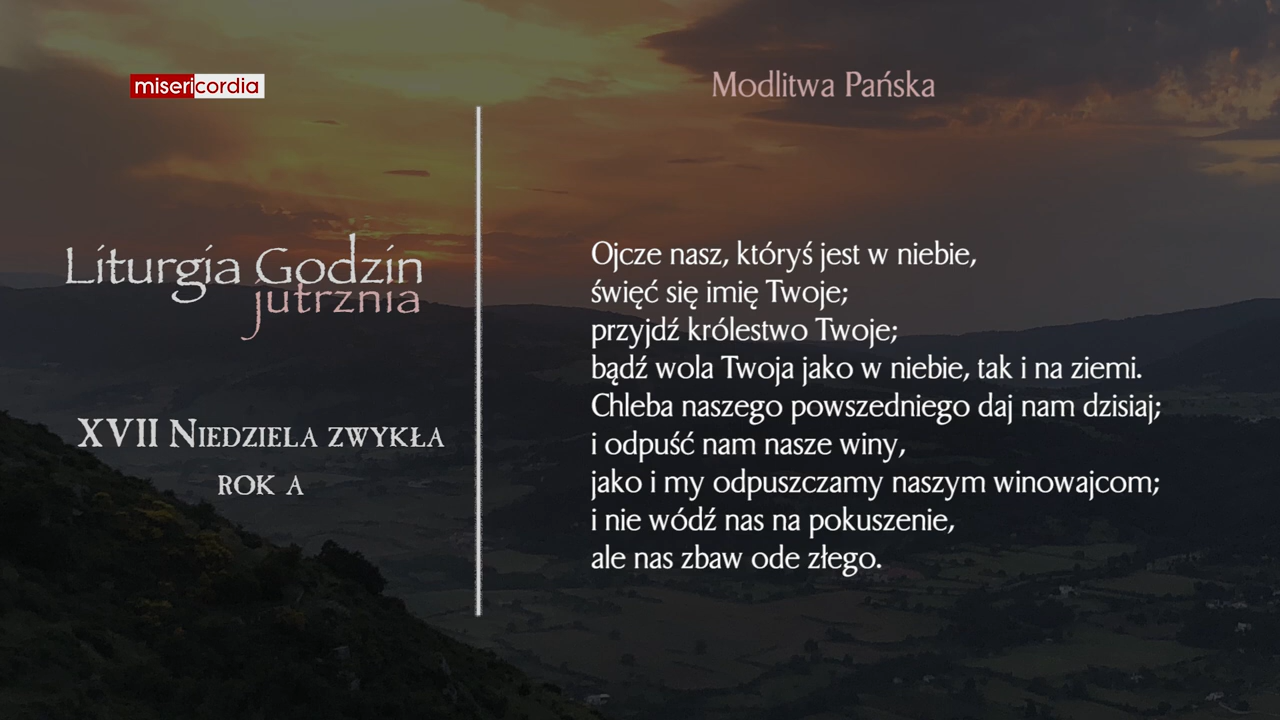 misericordia
Liturgia Godzin
jutrznia
XVII Niedziela zwykła
rok A
Modlitwa Pańska
Ojcze nasz, któryś jest w niebie,
święć się imię Twoje;
przyjdź królestwo Twoje;
bądź wola Twoja jako w niebie, tak i na ziemi.
Chleba naszego powszedniego daj nam dzisiaj;
i odpuść nam nasze winy,
jako i my odpuszczamy naszym winowajcom;
i nie wódź nas na pokuszenie,
ale nas zbaw ode złego.